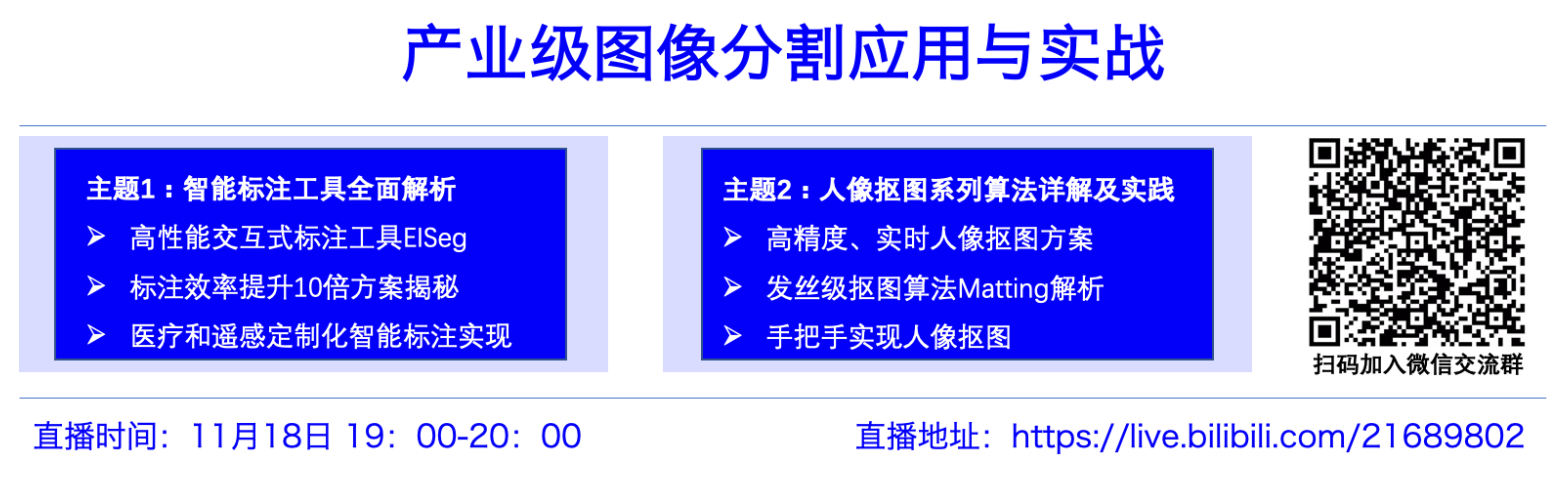 产业级图像分割应用与实战
主题1：智能标注工具全面解析
➢ 高性能交互式标注工具EISeg
➢ 标注效率提升10倍方案揭秘
➢ 医疗和遥感定制化智能标注实现
主题2：人像抠图系列算法详解及实践
➢ 高精度、实时人像抠图方案
➢ 发丝级抠图算法Matting解析
➢ 手把手实现人像抠图
扫码加入微信交流群
直播时间：11月18日 19：00-20：00
直播地址：https://live.bilibili.com/21689802